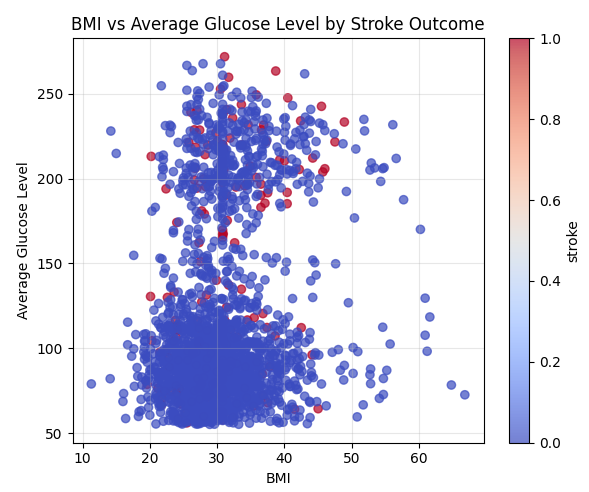 BMI vs Average Glucose Level by Stroke Outcome
Average Glucose Level
250
200
150
100
50
10 20 30 40 50 60
BMI
1.0
0.8
0.6
0.4
0.2
0.0
stroke